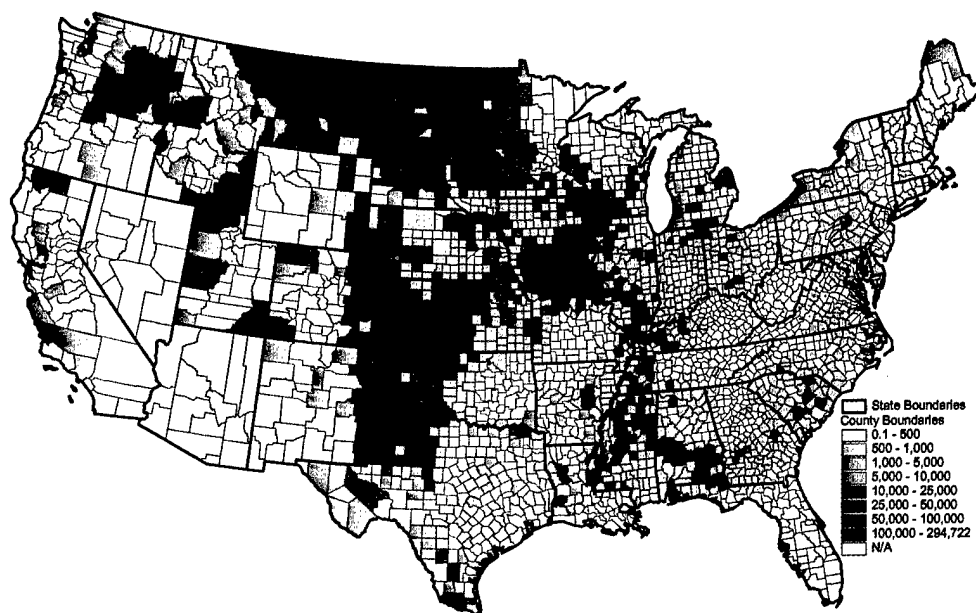 State Boundaries
County Boundaries
0.1 - 500
500 - 1,000
1,000 - 5,000
5,000 - 10,000
10,000 - 25,000
25,000 - 50,000
50,000 - 100,000
100,000 - 294,722
N/A